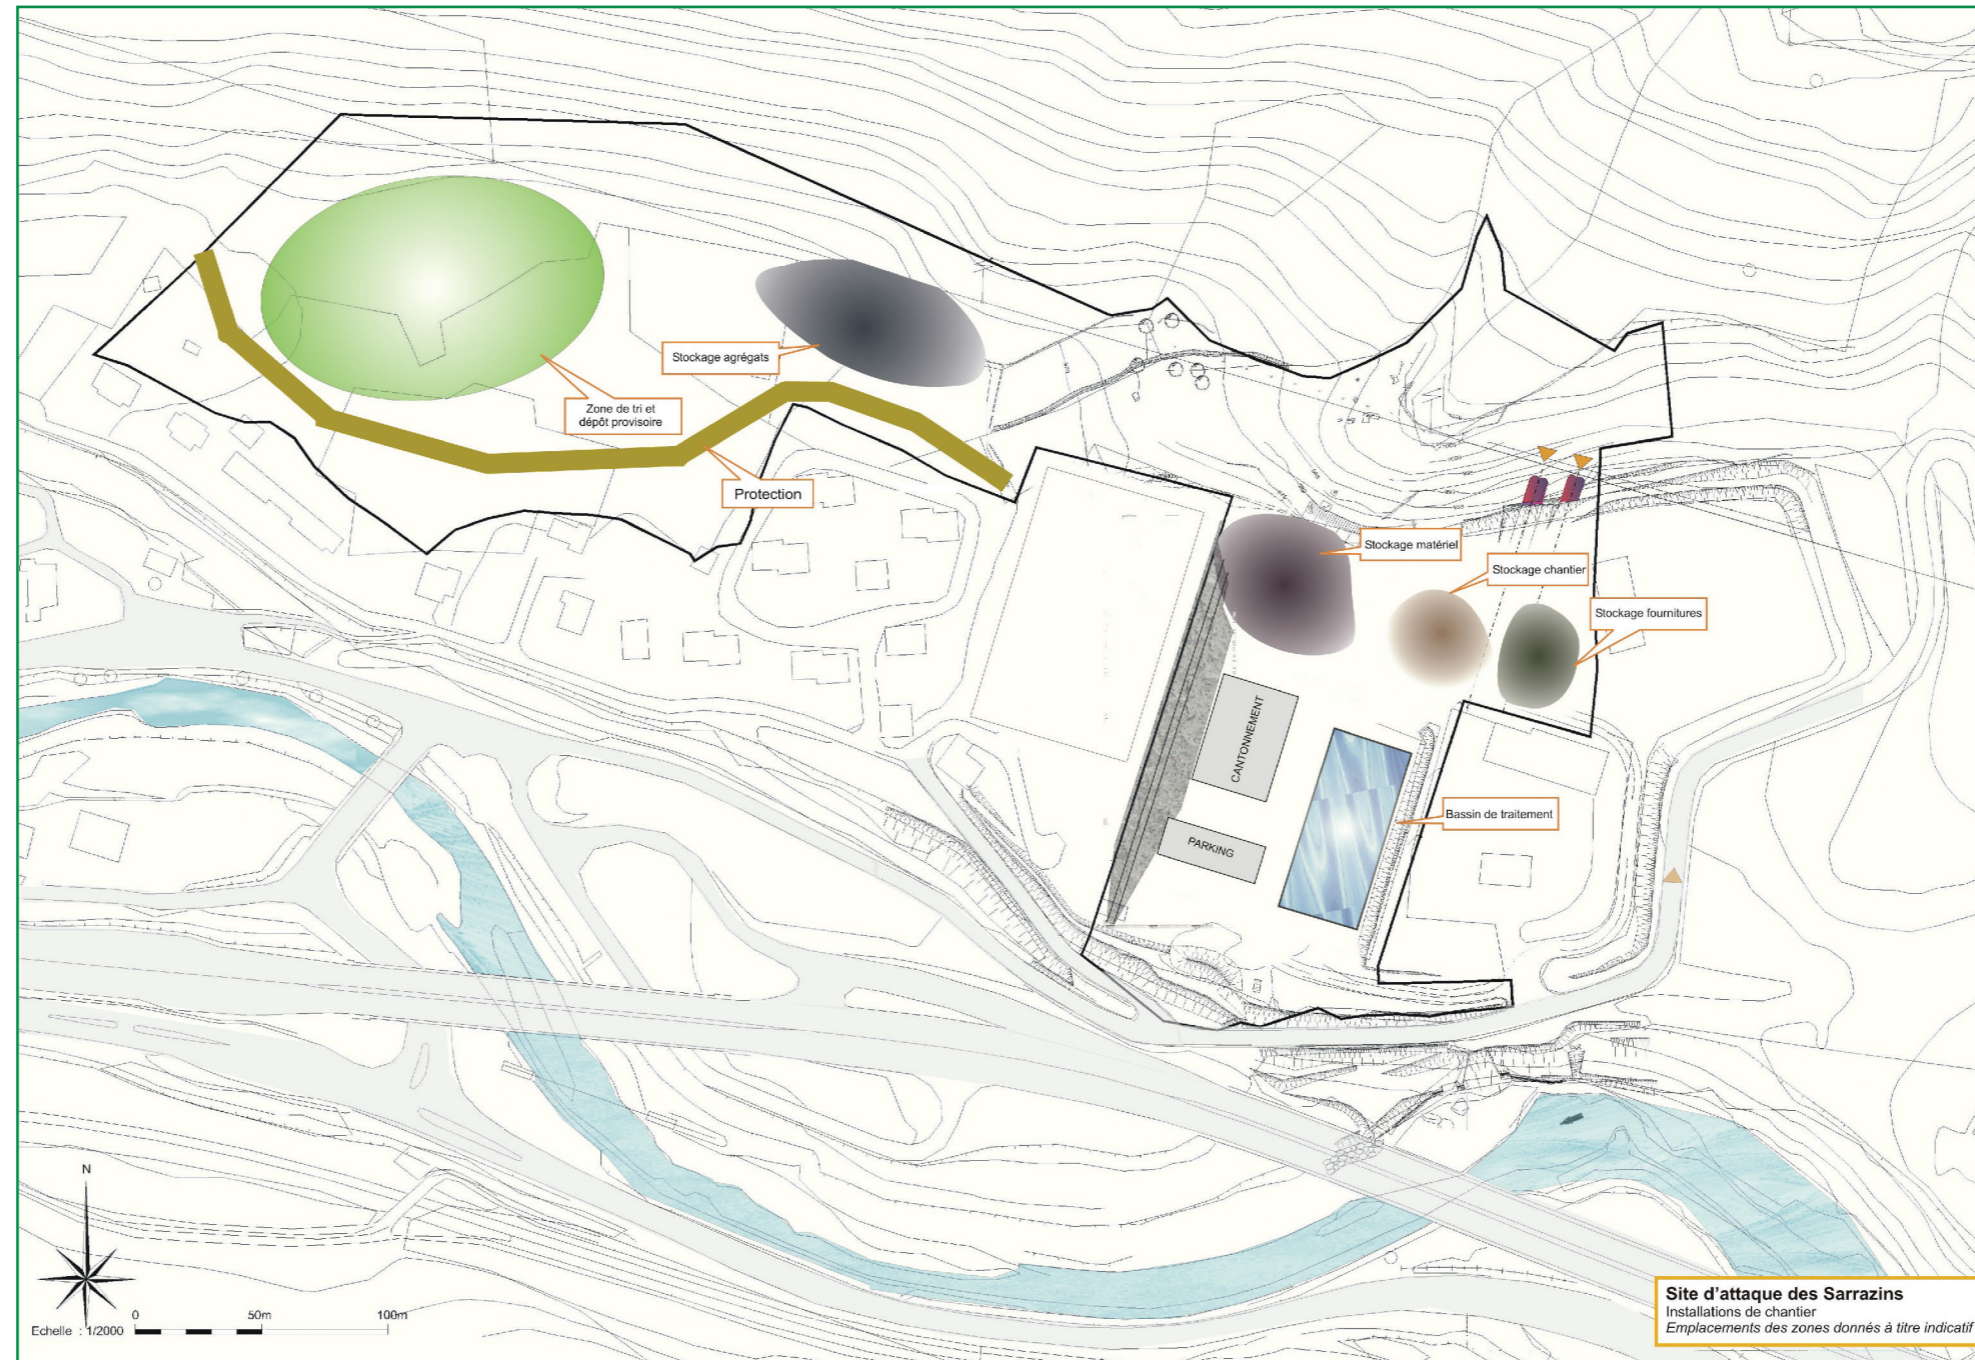 Stockage agrégats
Zone de tri et
dépôt provisoire
Protection
Stockage matériel
Stockage chantier
Stockage fournitures
CANTONNEMENT
PARKING
Bassin de traitement
N
0 50m 100m
Echelle : 1/2000
Site d'attaque des Sarrazins
Installations de chantier
Emplacements des zones donnés à titre indicatif